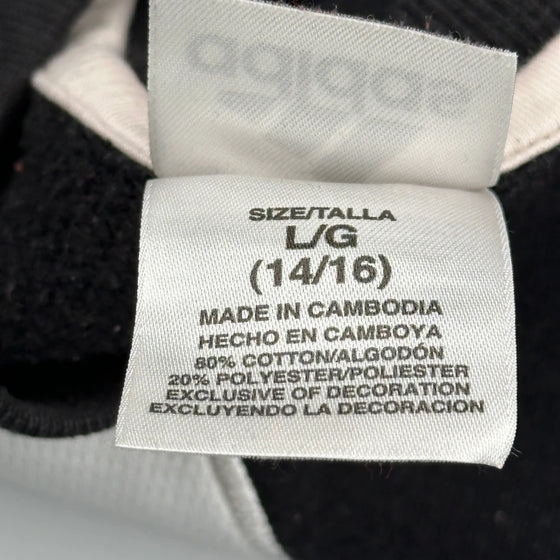 adidas
SIZE/TALLA
L/G
(14/16)
MADE IN CAMBODIA
HECHO EN CAMBOYA
80% COTTON/ALGODÓN
20% POLYESTER/POLIESTER
EXCLUSIVE OF DECORATION
EXCLUYENDO LA DECORACION